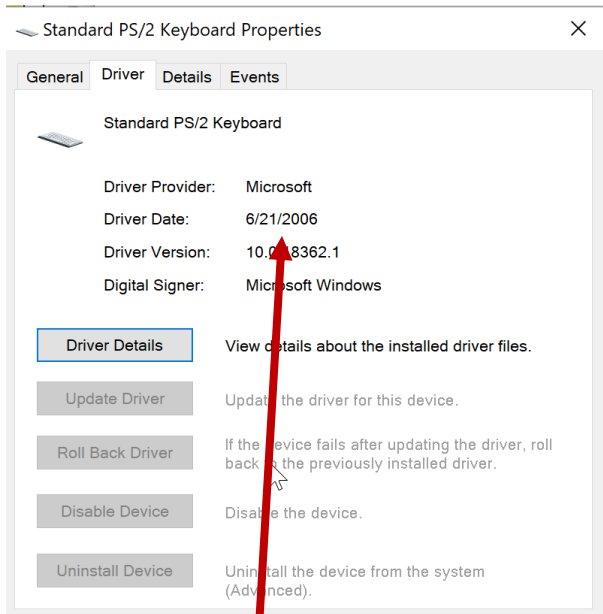 Standard PS/2 Keyboard Properties
General Driver Details Events
Standard PS/2 Keyboard
Driver Provider: Microsoft
Driver Date: 6/21/2006
Driver Version: 10.0.18362.1
Digital Signer: Microsoft Windows
Driver Details View details about the installed driver files.
Update Driver Update the driver for this device.
Roll Back Driver If the device fails after updating the driver, roll
back to the previously installed driver.
Disable Device Disable the device.
Uninstall Device Uninstall the device from the system
(Advanced).